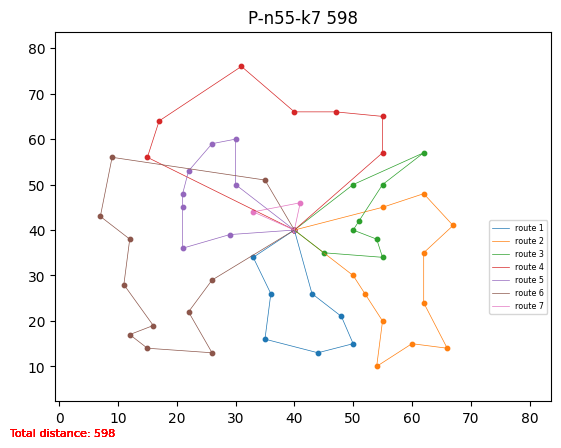 P-n55-k7 598
80
70
60
50
40
30
20
10
0 10 20 30 40 50 60 70 80
route 1
route 2
route 3
route 4
route 5
route 6
route 7
Total distance: 598